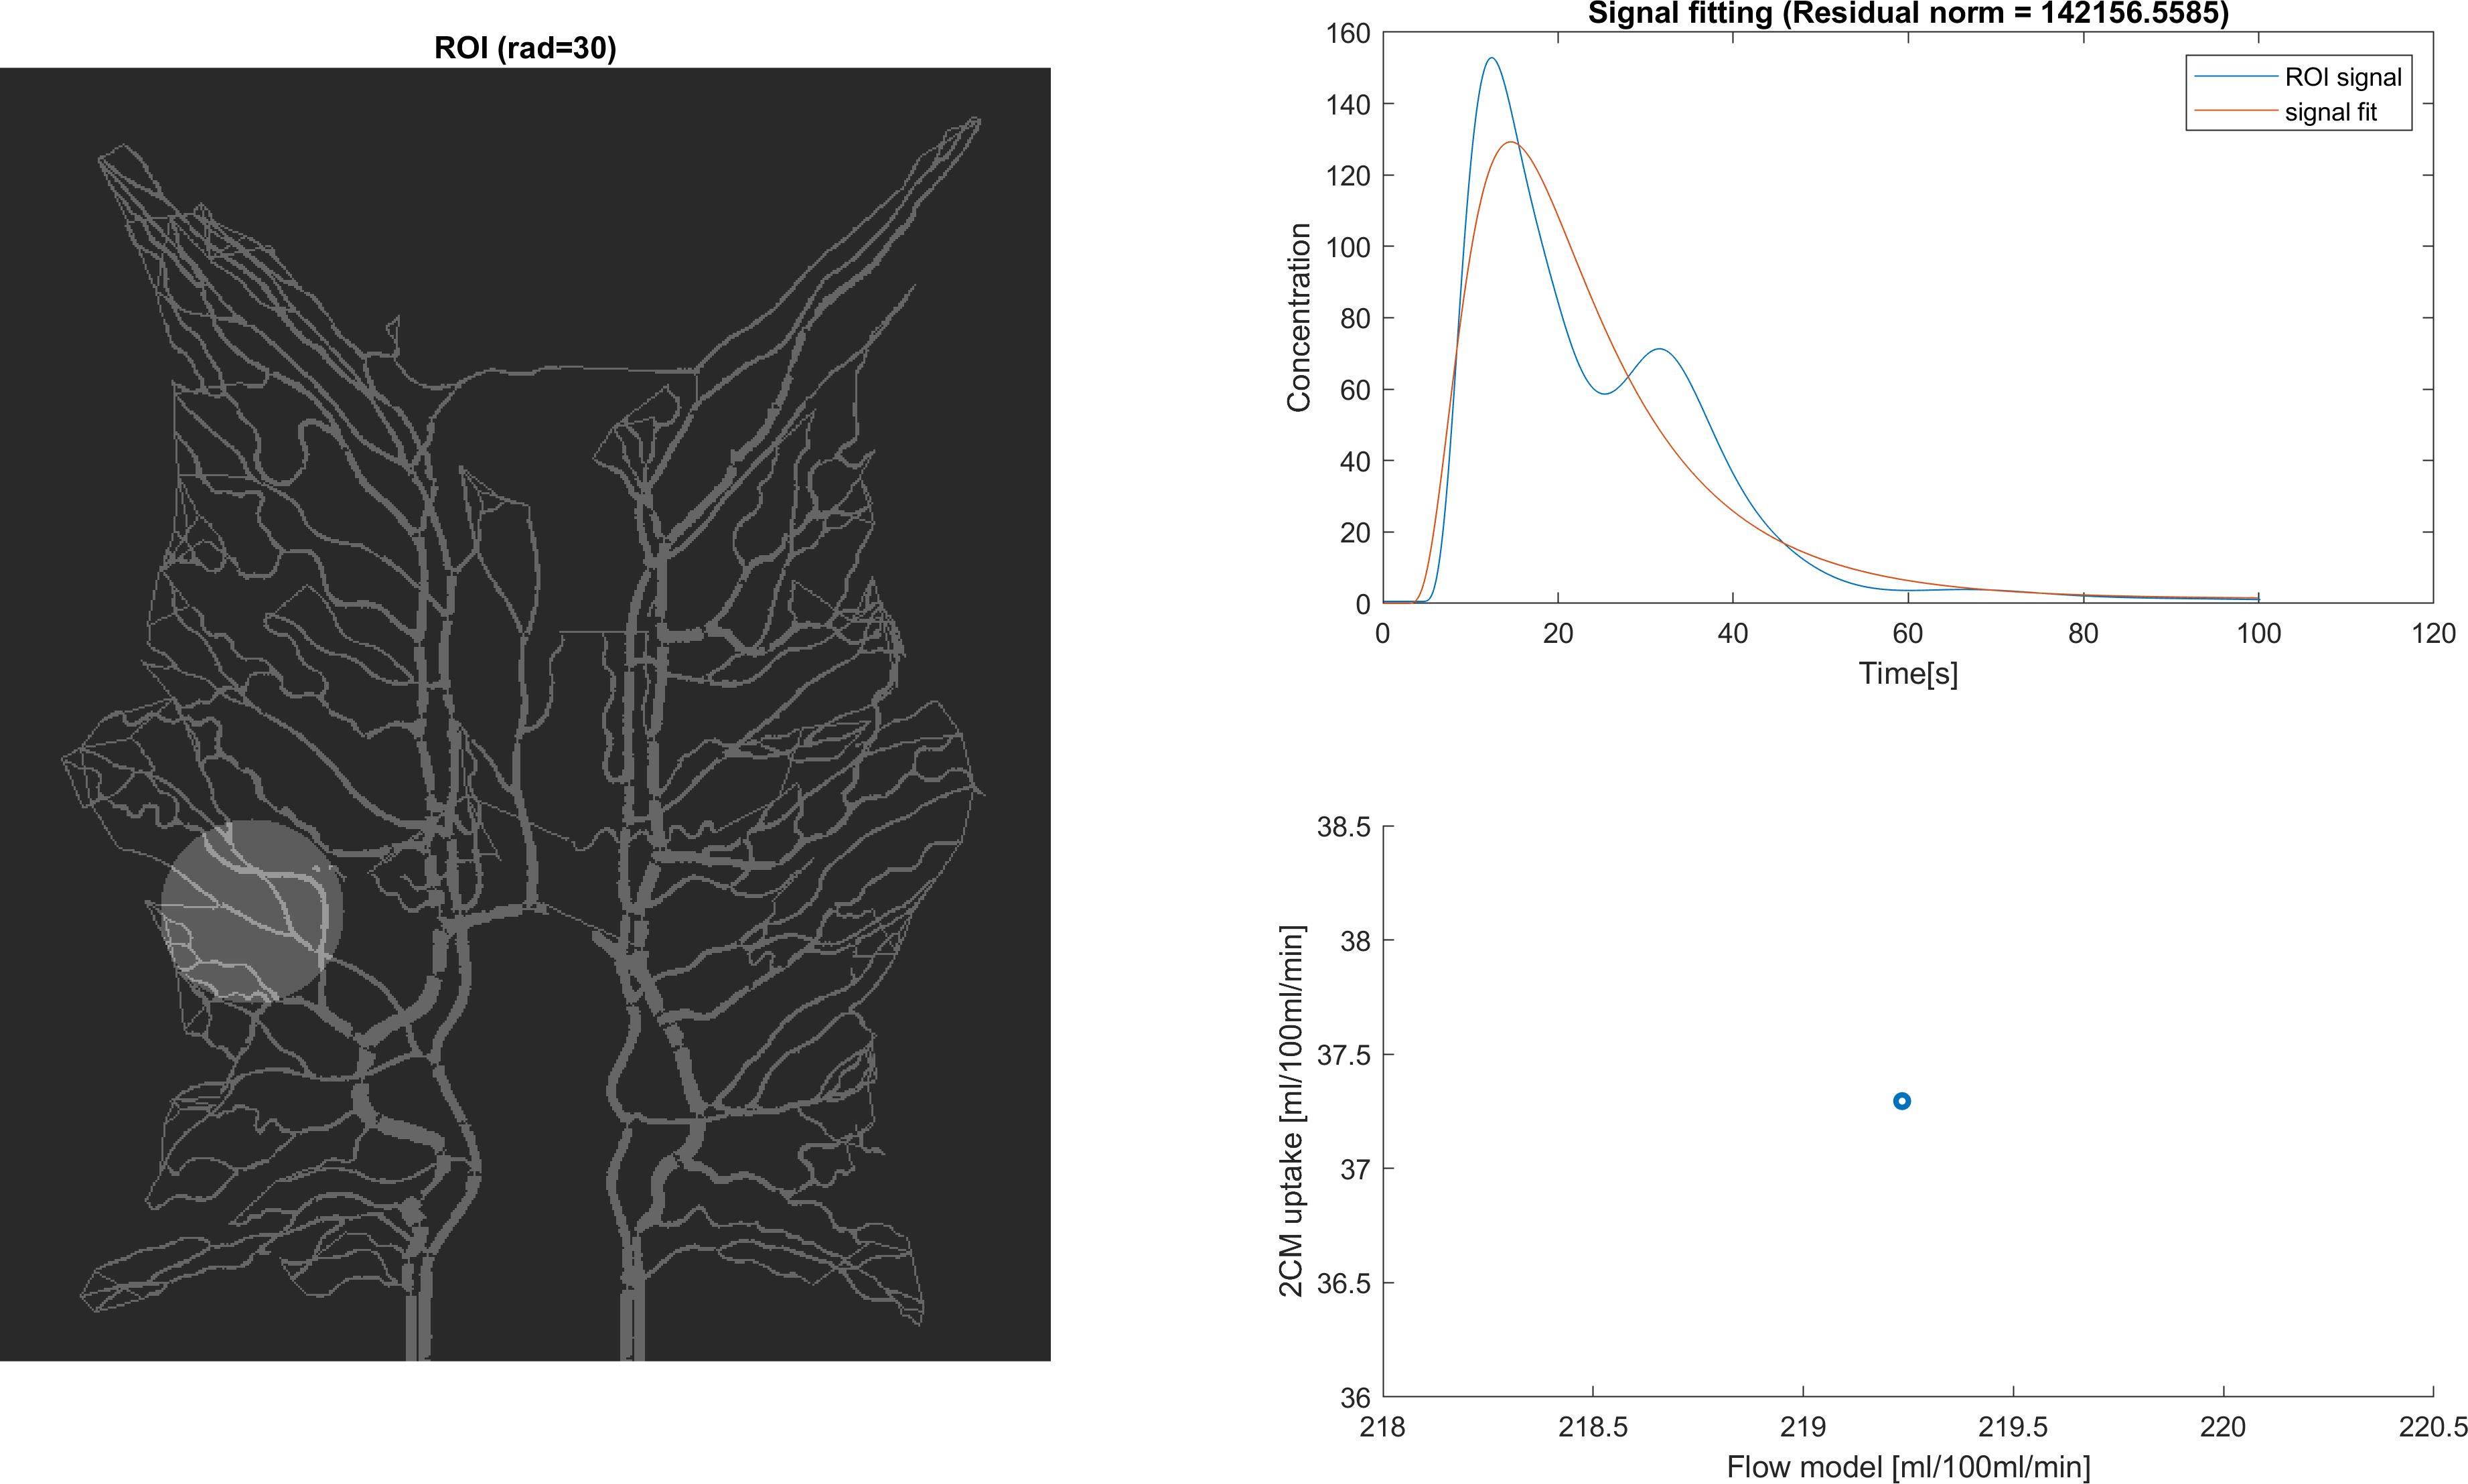 ROI (rad=30)
Signal fitting (Residual norm = 142156.5585)
160
140
120
100
80
60
40
20
0
Concentration
ROI signal
signal fit
0 20 40 60 80 100 120
Time[s]
38.5
38
37.5
37
36.5
36
2CM uptake [ml/100ml/min]
218 218.5 219 219.5 220 220.5
Flow model [ml/100ml/min]